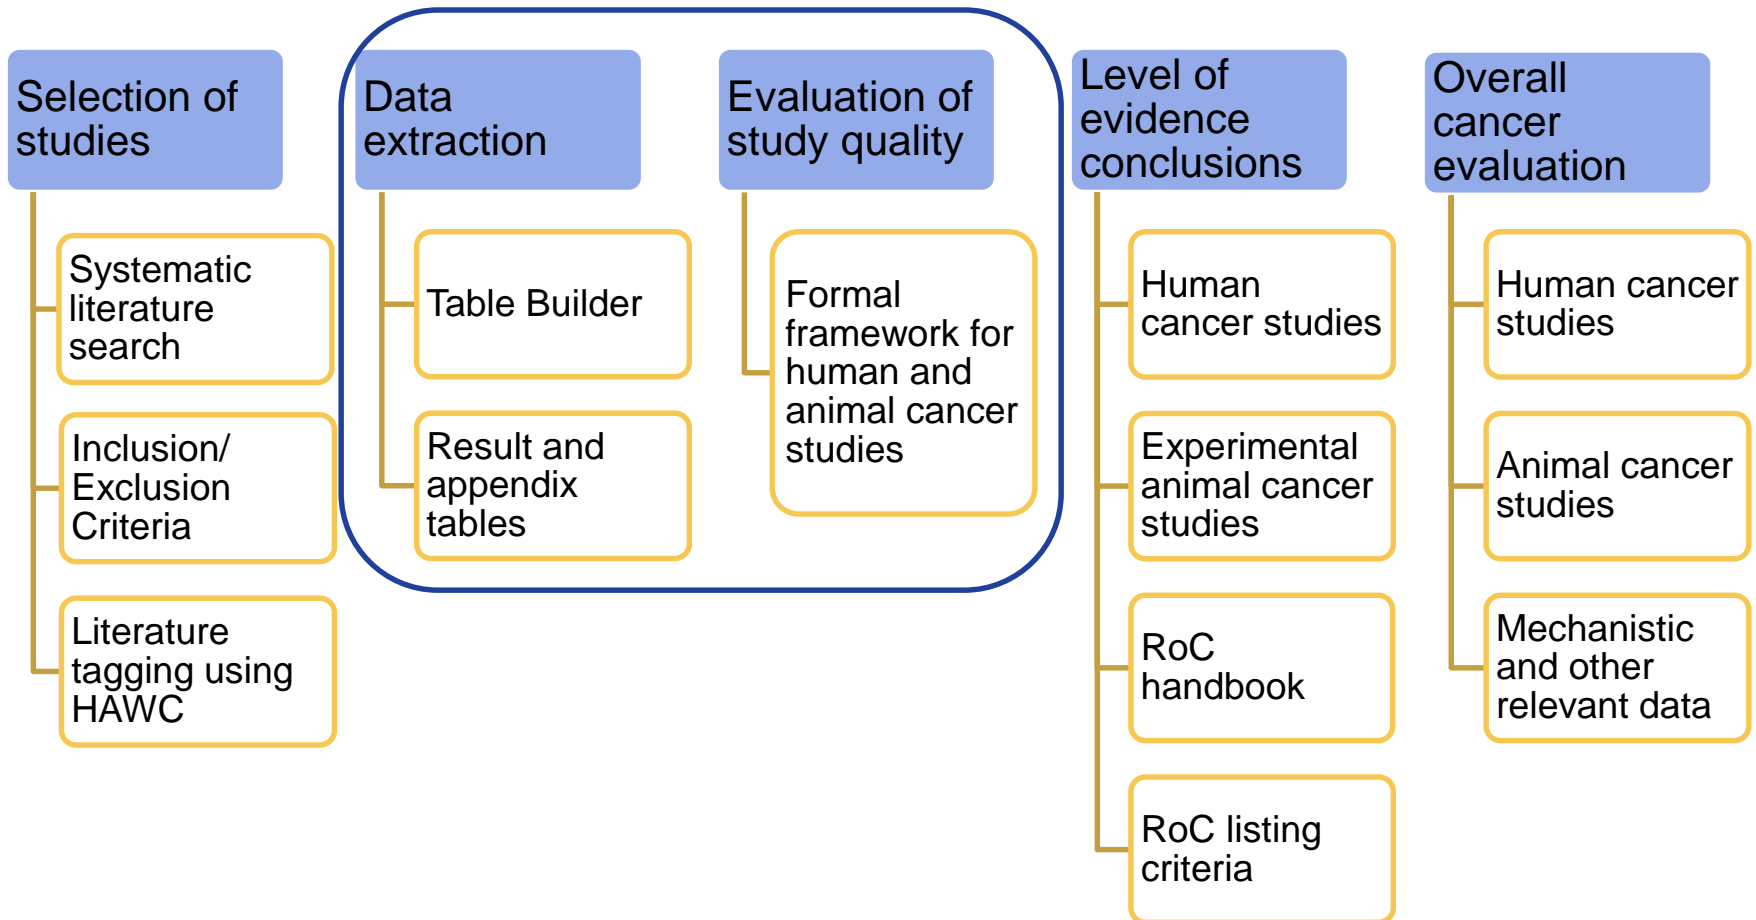 Selection of
studies
Systematic
literature
search
Inclusion/
Exclusion
Criteria
Literature
tagging using
HAWC
Data
extraction
Table Builder
Result and
appendix
tables
Evaluation of
study quality
Formal
framework for
human and
animal cancer
studies
Level of
evidence
conclusions
Human
cancer studies
Experimental
animal cancer
studies
RoC
handbook
RoC listing
criteria
Overall
cancer
evaluation
Human cancer
studies
Animal cancer
studies
Mechanistic
and other
relevant data